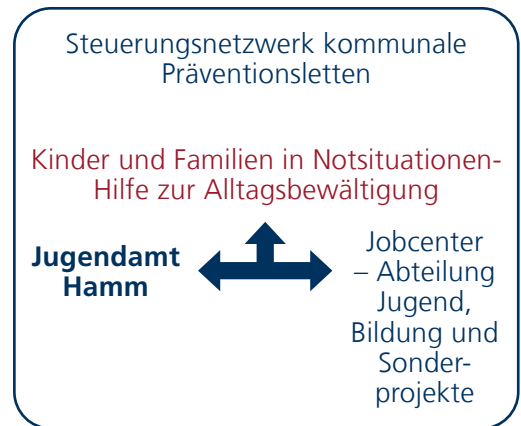 Steuerungsnetzwerk kommunale
Präventionsletten
Kinder und Familien in Notsituationen-
Hilfe zur Alltagsbewältigung
Jugendamt
Hamm
Jobcenter
– Abteilung
Jugend,
Bildung und
Sonder-
projekte